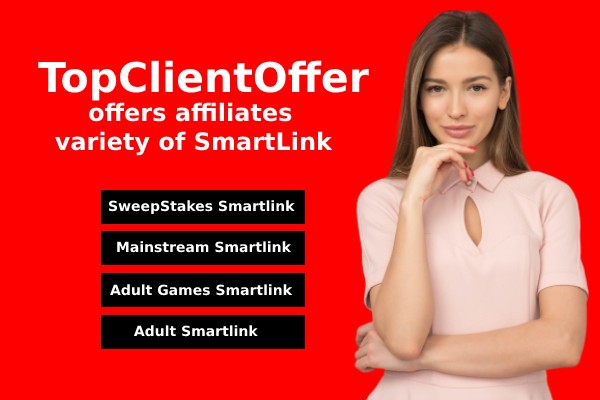 TopClientOffer
offers affiliates
variety of SmartLink
SweepStakes Smartlink
Mainstream Smartlink
Adult Games Smartlink
Adult Smartlink